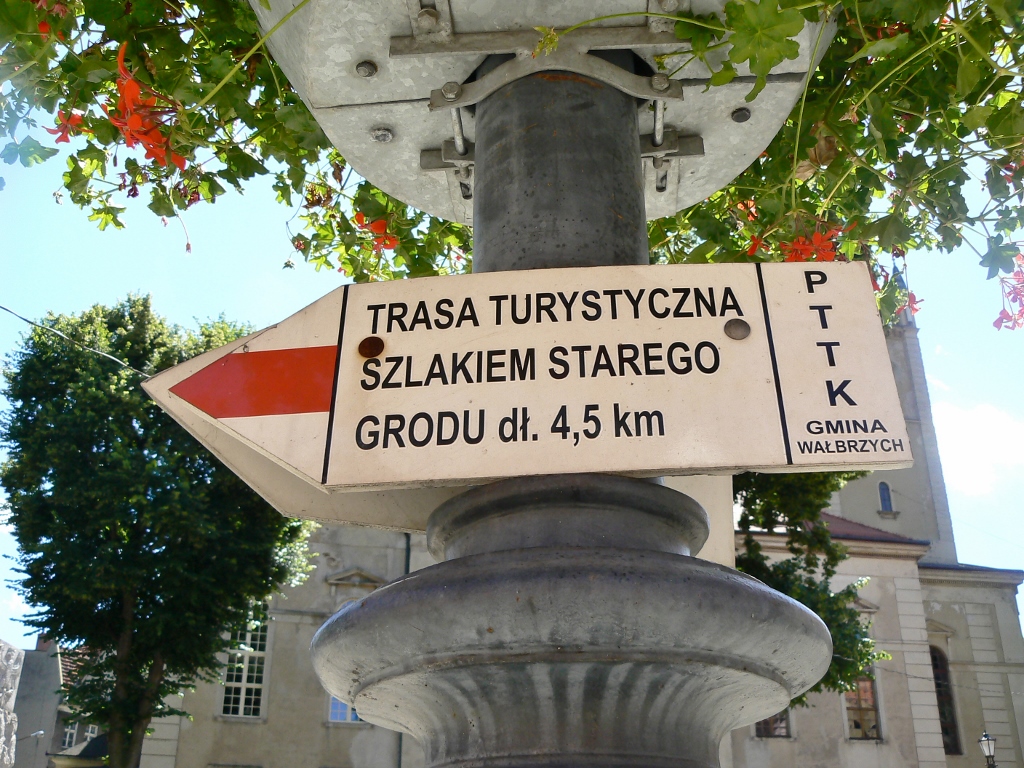 TRASA TURYSTYCZNA
SZLAKIEM STAREGO
GRODU dł. 4,5 km
PTTK
GMINA
WAŁBRZYCH